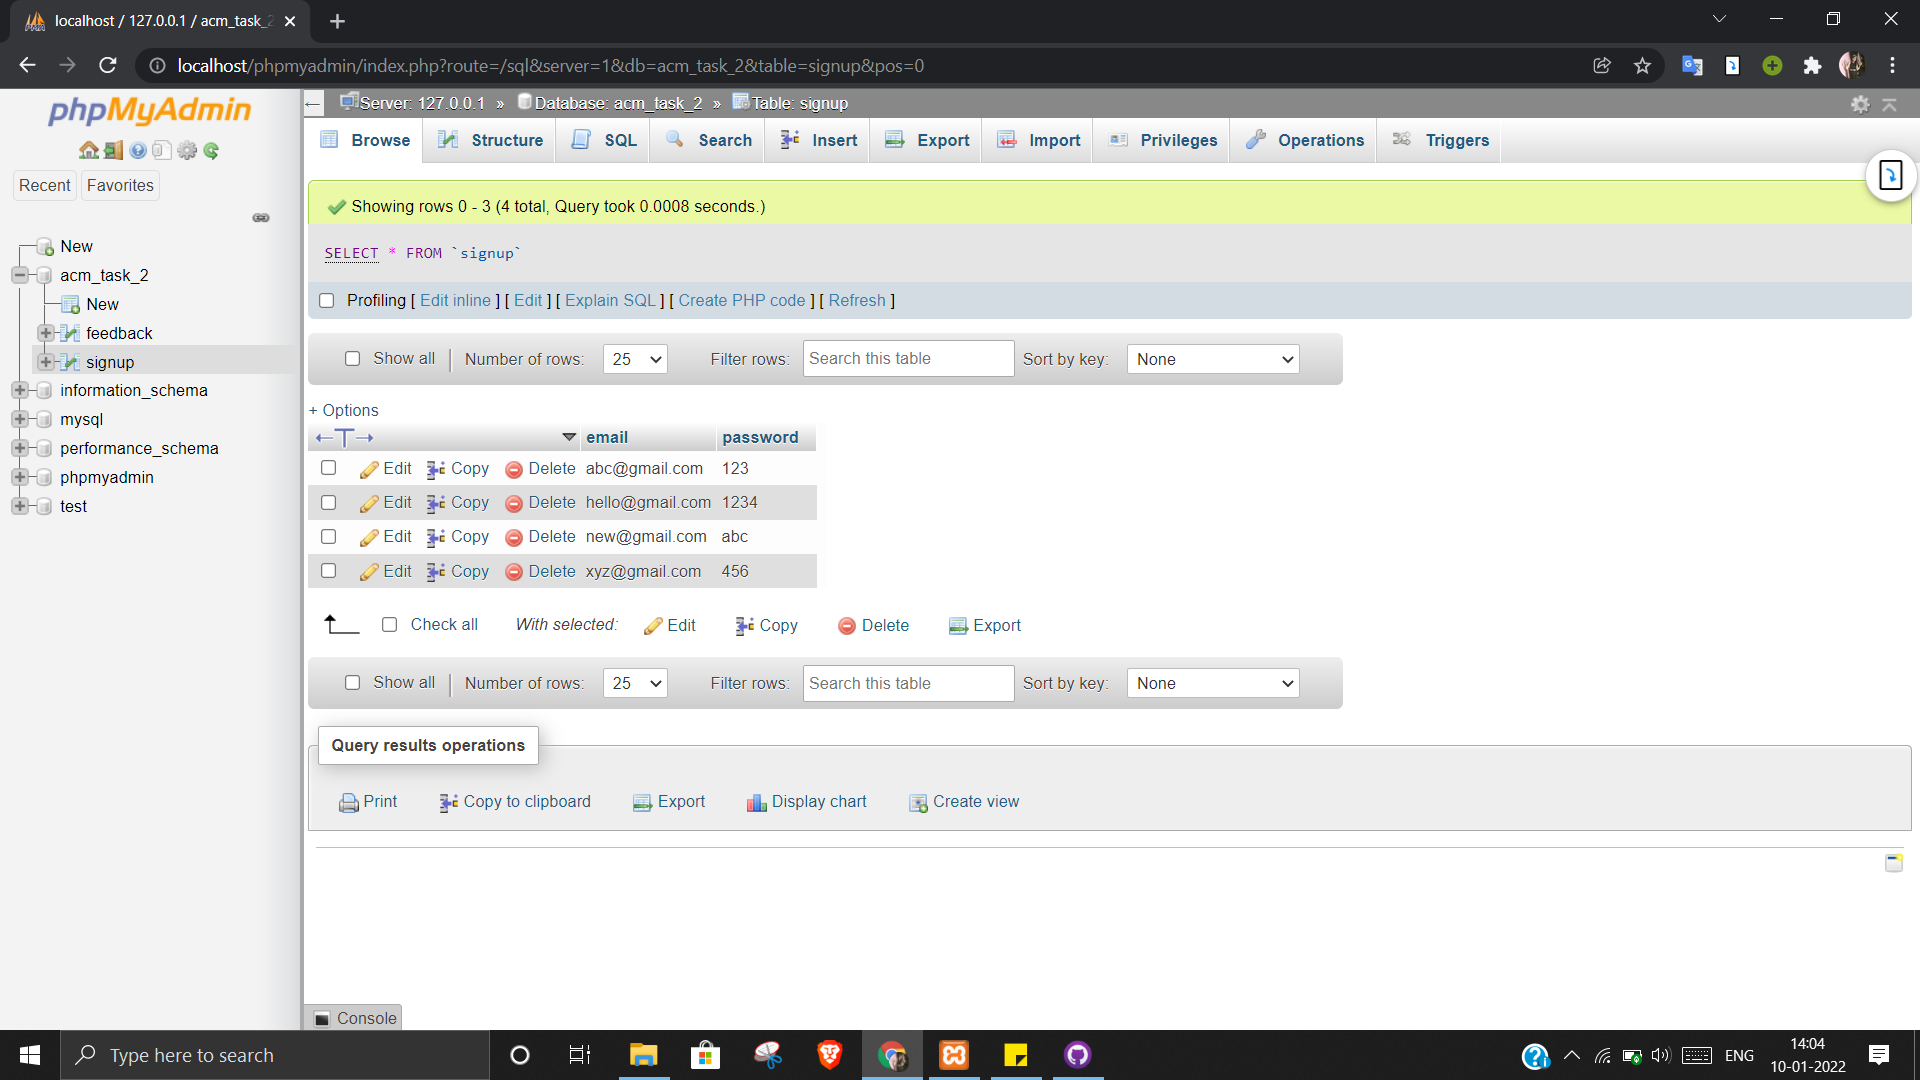 localhost / 127.0.0.1 / acm_task_2
localhost/phpmyadmin/index.php?route=/sql&server=1&db=acm_task_2&table=signup&pos=0
phpMyAdmin
Server: 127.0.0.1 » Database: acm_task_2 » Table: signup
Browse Structure SQL Search Insert Export Import Privileges Operations Triggers
Recent Favorites
New
acm_task_2
New
feedback
signup
information_schema
mysql
performance_schema
phpmyadmin
test
Showing rows 0 - 3 (4 total, Query took 0.0008 seconds.)
SELECT * FROM `signup`
Profiling [ Edit inline ] [ Edit ] [ Explain SQL ] [ Create PHP code ] [ Refresh ]
Show all | Number of rows: 25 Filter rows: Search this table Sort by key: None
+ Options
←T→ email password
Edit Copy Delete abc@gmail.com 123
Edit Copy Delete hello@gmail.com 1234
Edit Copy Delete new@gmail.com abc
Edit Copy Delete xyz@gmail.com 456
Check all With selected: Edit Copy Delete Export
Show all | Number of rows: 25 Filter rows: Search this table Sort by key: None
Query results operations
Print Copy to clipboard Export Display chart Create view
Console
Type here to search
ENG
14:04
10-01-2022